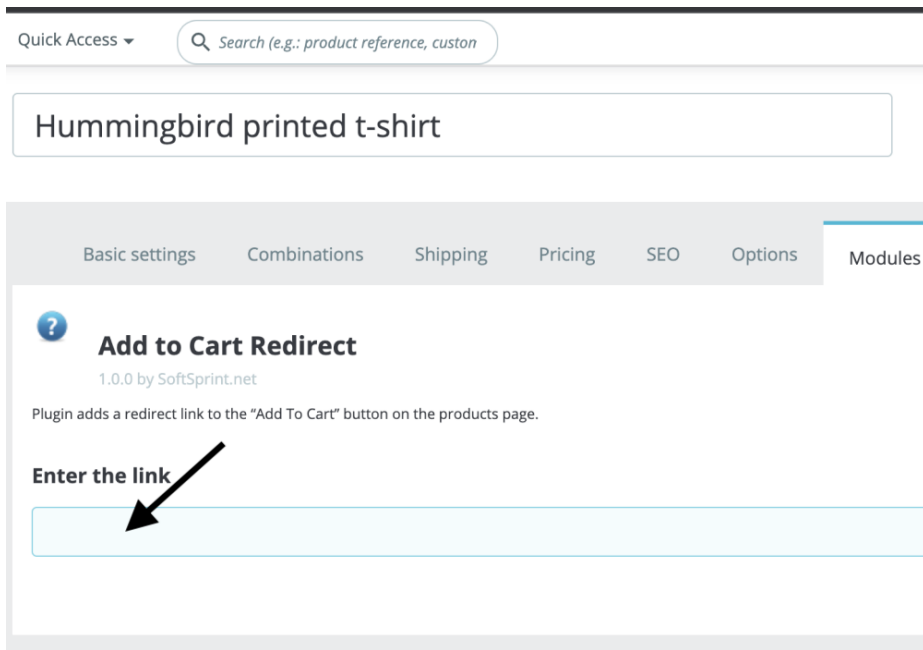 Quick Access
Search (e.g.: product reference, custon
Hummingbird printed t-shirt
Basic settings Combinations Shipping Pricing SEO Options Modules
?
Add to Cart Redirect
1.0.0 by SoftSprint.net
Plugin adds a redirect link to the “Add To Cart” button on the products page.
Enter the link